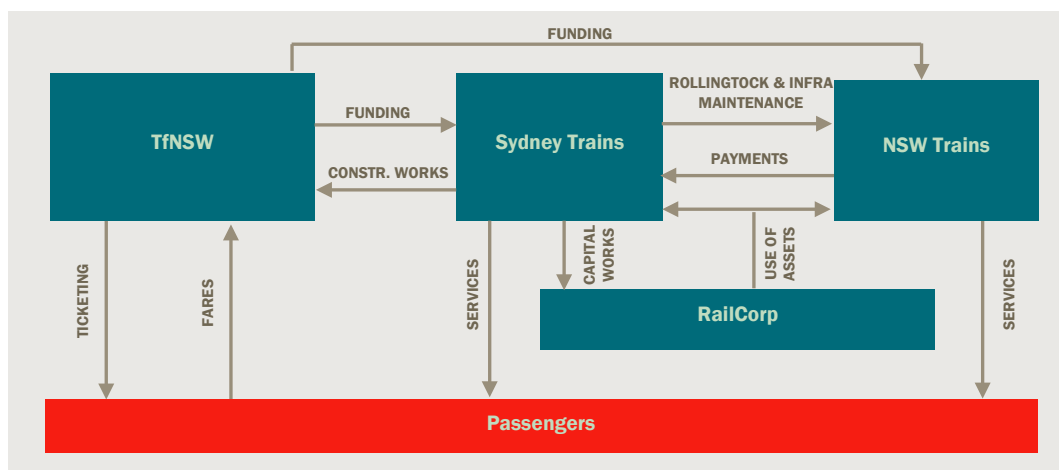 FUNDING
ROLLINGTOCK & INFRA
MAINTENANCE
FUNDING
TfNSW
Sydney Trains
NSW Trains
PAYMENTS
CONSTR. WORKS
TICKETING
FARES
SERVICES
CAPITAL
WORKS
USE OF
ASSETS
SERVICES
RailCorp
Passengers